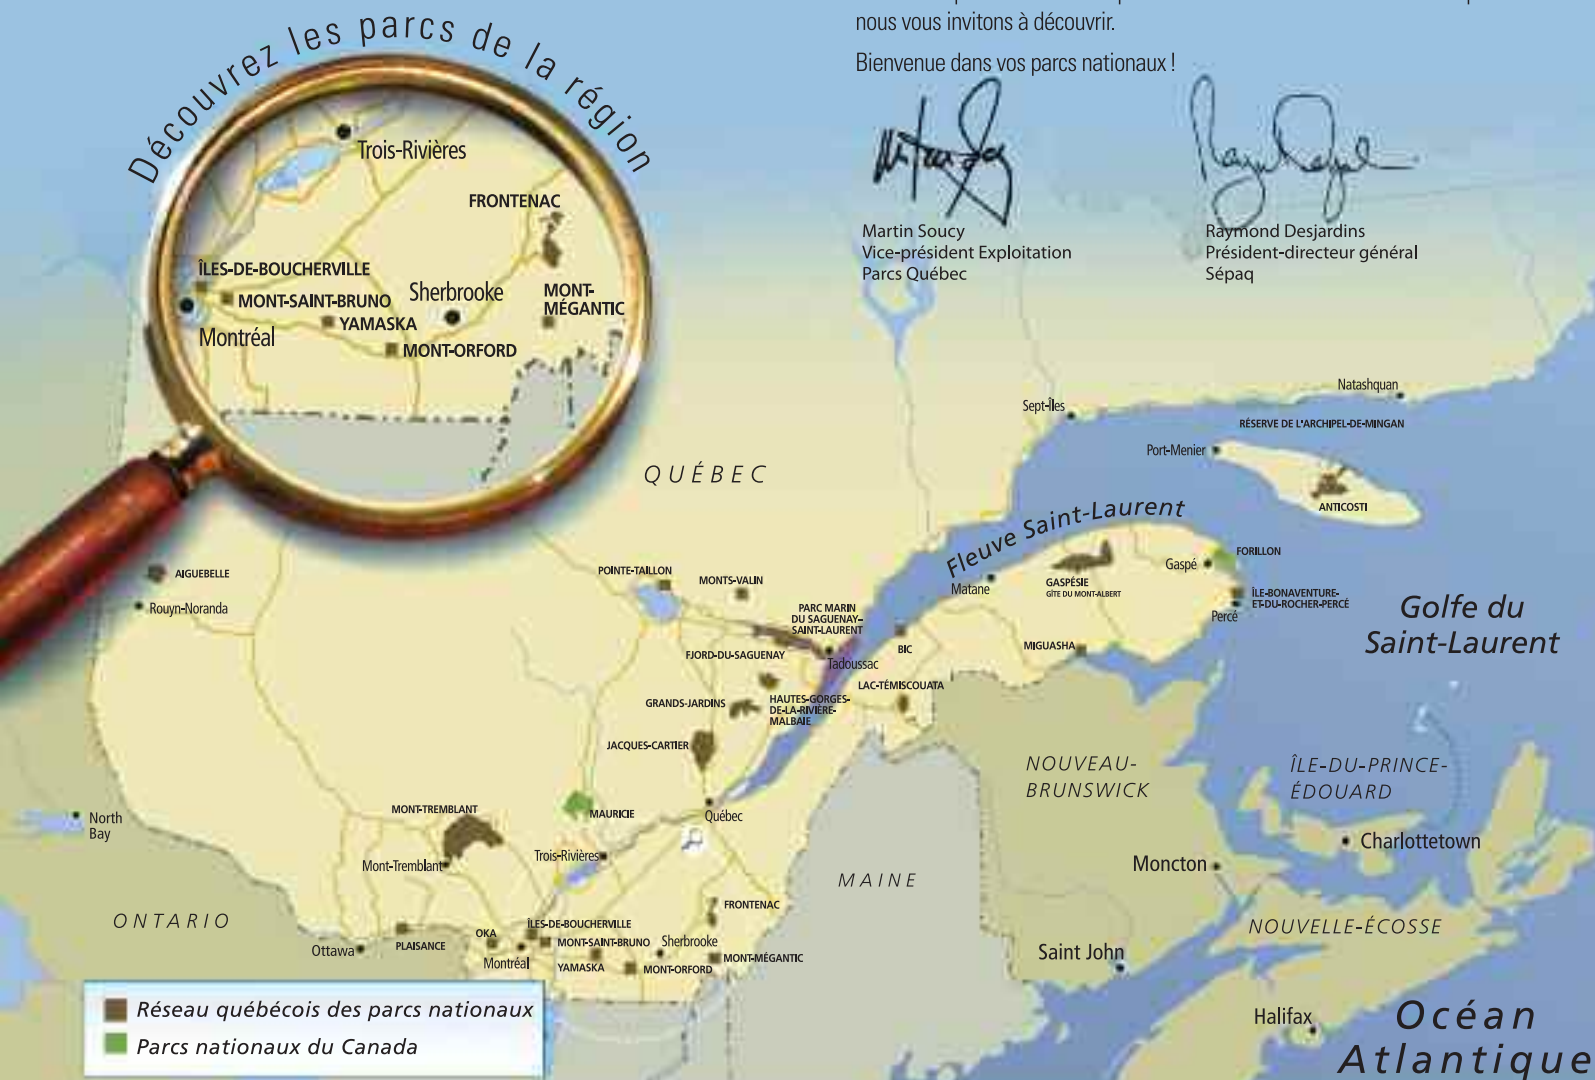 nous vous invitons à découvrir.
Bienvenue dans vos parcs nationaux !
Martin Soucy
Vice-président Exploitation
Parcs Québec
Raymond Desjardins
Président-directeur général
Sépaq
Découvrez les parcs de la région
Trois-Rivières
FRONTENAC
ÎLES-DE-BOUCHERVILLE
MONT-SAINT-BRUNO
Sherbrooke
MONT-
MÉGANTIC
YAMASKA
Montréal
MONT-ORFORD
QUÉBEC
Natashquan
Sept-Îles
RÉSERVE DE L'ARCHIPEL-DE-MINGAN
Port-Menier
ANTICOSTI
Fleuve Saint-Laurent
AIGUEBELLE
Rouyn-Noranda
POINTE-TAILLON
MONTS-VALIN
PARC MARIN
DU SAGUENAY–
SAINT-LAURENT
FJORD-DU-SAGUENAY
Tadoussac
BIC
Matane
GASPÉSIE
GÎTE DU MONT-ALBERT
Gaspé
FORILLON
ÎLE-BONAVENTURE-
ET-DU-ROCHER-PERCÉ
Percé
MIGUASHA
Golfe du
Saint-Laurent
LAC-TÉMISCOUATA
GRANDS-JARDINS
HAUTES-GORGES-
DE-LA-RIVIÈRE-
MALBAIE
JACQUES-CARTIER
NOUVEAU-
BRUNSWICK
ÎLE-DU-PRINCE-
ÉDOUARD
North
Bay
MONT-TREMBLANT
MAURICIE
Québec
Mont-Tremblant
Trois-Rivières
Charlottetown
Moncton
MAINE
ONTARIO
FRONTENAC
NOUVELLE-ÉCOSSE
Ottawa
PLAISANCE
OKA
ÎLES-DE-BOUCHERVILLE
MONT-SAINT-BRUNO
Sherbrooke
Montréal
YAMASKA
MONT-ORFORD
MONT-MÉGANTIC
Saint John
Halifax
Océan
Atlantique
Réseau québécois des parcs nationaux
Parcs nationaux du Canada